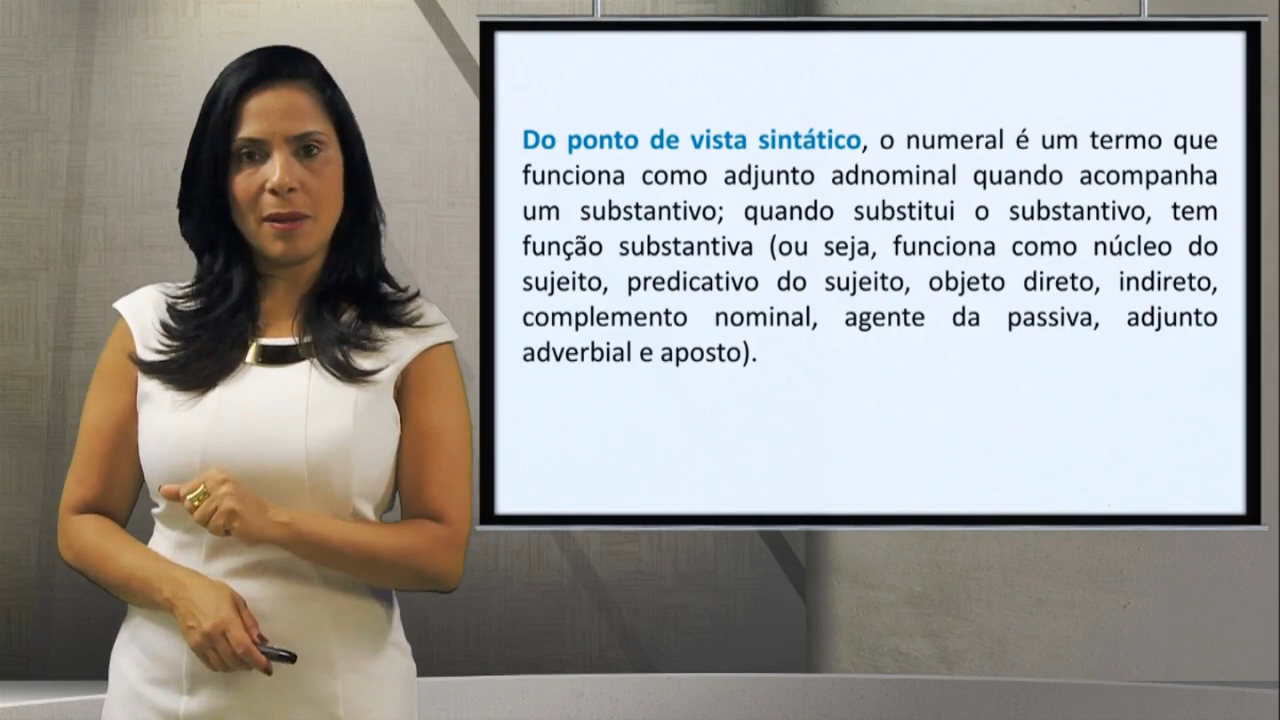 Do ponto de vista sintático, o numeral é um termo que
funciona como adjunto adnominal quando acompanha
um substantivo; quando substitui o substantivo, tem
função substantiva (ou seja, funciona como núcleo do
sujeito, predicativo do sujeito, objeto direto, indireto,
complemento nominal, agente da passiva, adjunto
adverbial e aposto).